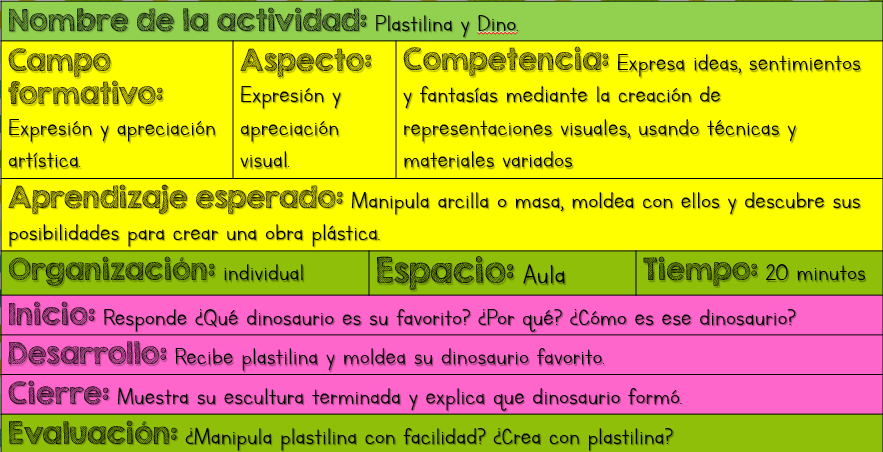 Nombre de la actividad: Plastilina y Dino.
Campo
formativo:
Expresión y apreciación
artística.
Aspecto:
Expresión y
apreciación
visual.
Competencia: Expresa ideas, sentimientos
y fantasías mediante la creación de
representaciones visuales, usando técnicas y
materiales variados
Aprendizaje esperado: Manipula arcilla o masa, moldea con ellos y descubre sus
posibilidades para crear una obra plástica.
Organización: individual
Espacio: Aula
Tiempo: 20 minutos
Inicio: Responde ¿Qué dinosaurio es su favorito? ¿Por qué? ¿Cómo es ese dinosaurio?
Desarrollo: Recibe plastilina y moldea su dinosaurio favorito.
Cierre: Muestra su escultura terminada y explica que dinosaurio formó.
Evaluación: ¿Manipula plastilina con facilidad? ¿Crea con plastilina?